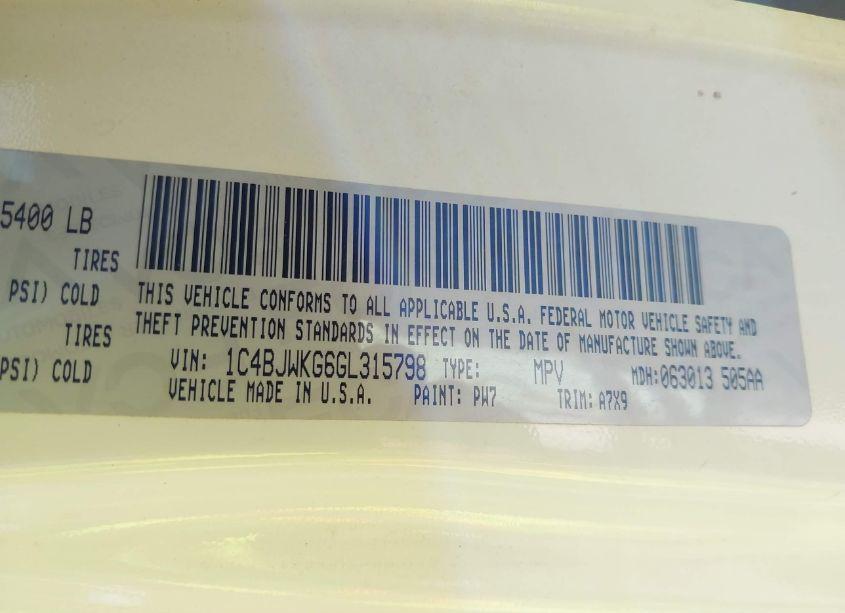 5400 LB
TIRES
PSI) COLD
TIRES
PSI) COLD
THIS VEHICLE CONFORMS TO ALL APPLICABLE U.S.A. FEDERAL MOTOR VEHICLE SAFETY AND
THEFT PREVENTION STANDARDS IN EFFECT ON THE DATE OF MANUFACTURE SHOWN ABOVE.
VIN: 1C4BJWKG6GL315798 TYPE: MPV MDH: 063013 505AA
VEHICLE MADE IN U.S.A. PAINT: PW7 TRIM: A7X9